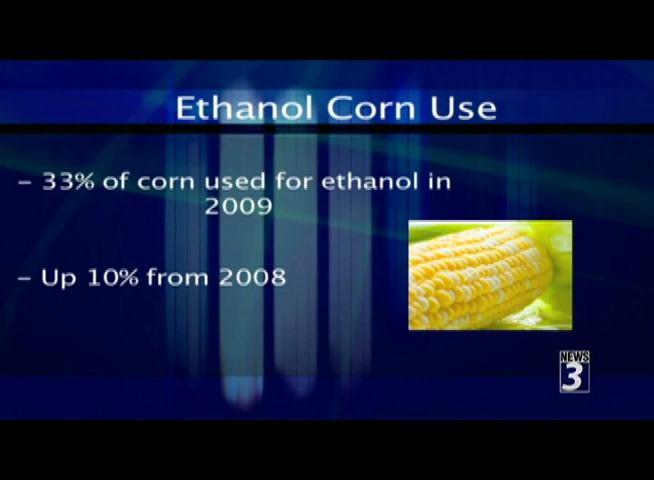 Ethanol Corn Use
– 33% of corn used for ethanol in
2009
– Up 10% from 2008
NEWS
3